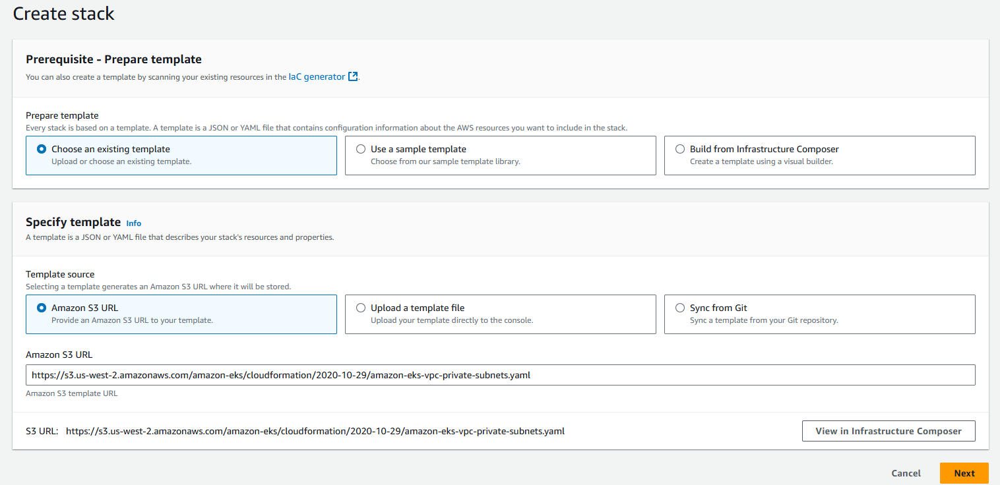 Create stack
Prerequisite - Prepare template
You can also create a template by scanning your existing resources in the IaC generator.
Prepare template
Every stack is based on a template. A template is a JSON or YAML file that contains configuration information about the AWS resources you want to include in the stack.
Choose an existing template
Upload or choose an existing template.
Use a sample template
Choose from our sample template library.
Build from Infrastructure Composer
Create a template using a visual builder.
Specify template Info
A template is a JSON or YAML file that describes your stack's resources and properties.
Template source
Selecting a template generates an Amazon S3 URL where it will be stored.
Amazon S3 URL
Provide an Amazon S3 URL to your template.
Upload a template file
Upload your template directly to the console.
Sync from Git
Sync a template from your Git repository.
Amazon S3 URL
https://s3.us-west-2.amazonaws.com/amazon-eks/cloudformation/2020-10-29/amazon-eks-vpc-private-subnets.yaml
Amazon S3 template URL
S3 URL: https://s3.us-west-2.amazonaws.com/amazon-eks/cloudformation/2020-10-29/amazon-eks-vpc-private-subnets.yaml
View in Infrastructure Composer
Cancel
Next